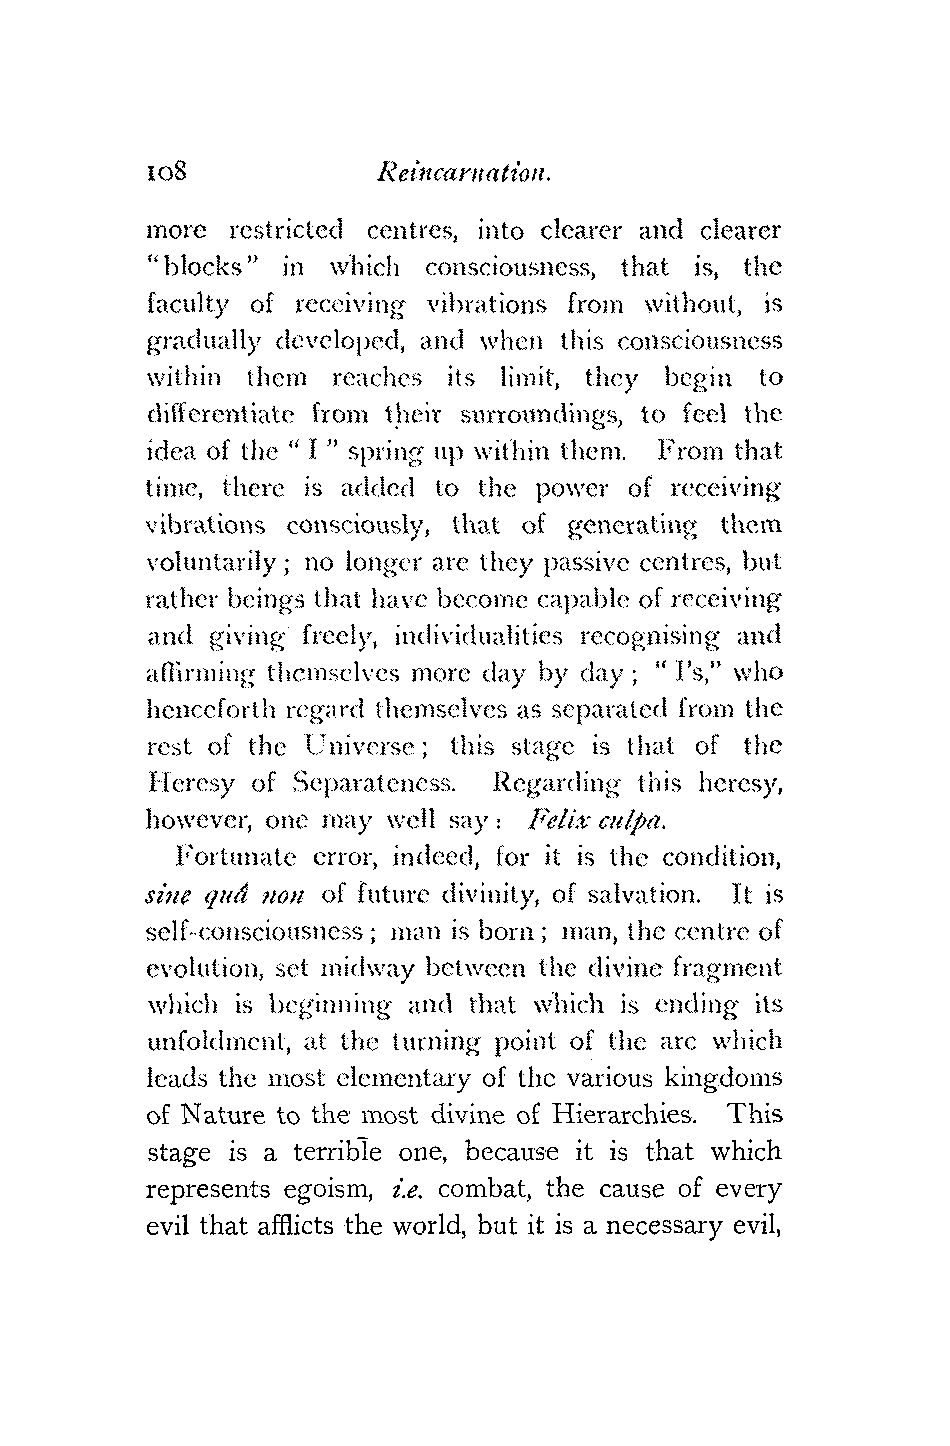 108 Reincarnation.
more restricted centres, into clearer and clearer
"blocks" in which consciousness, that is, the
faculty of receiving vibrations from without, is
gradually developed, and when this consciousness
within them reaches its limit, they begin to
differentiate from their surroundings, to feel the
idea of the "I" spring up within them. From that
time, there is added to the power of receiving
vibrations consciously, that of generating them
voluntarily; no longer are they passive centres, but
rather beings that have become capable of receiving
and giving freely, individualities recognising and
affirming themselves more day by day; "I's," who
henceforth regard themselves as separated from the
rest of the Universe; this stage is that of the
Heresy of Separateness. Regarding this heresy,
however, one may well say: Felix culpa.
Fortunate error, indeed, for it is the condition,
sine quâ non of future divinity, of salvation. It is
self-consciousness; man is born; man, the centre of
evolution, set midway between the divine fragment
which is beginning and that which is ending its
unfoldment, at the turning point of the arc which
leads the most elementary of the various kingdoms
of Nature to the most divine of Hierarchies. This
stage is a terrible one, because it is that which
represents egoism, i.e. combat, the cause of every
evil that afflicts the world, but it is a necessary evil,